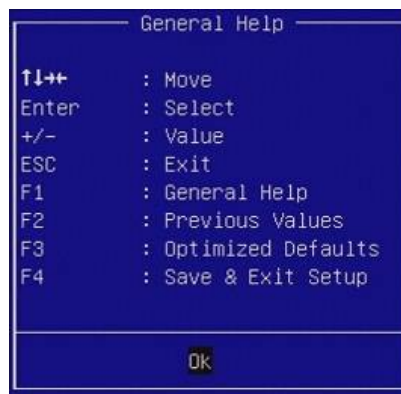 General Help
↑↓→← : Move
Enter : Select
+/- : Value
ESC : Exit
F1 : General Help
F2 : Previous Values
F3 : Optimized Defaults
F4 : Save & Exit Setup
Ok